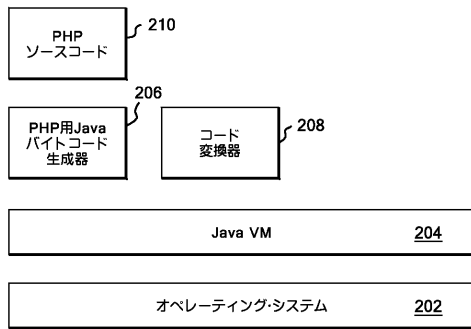 PHP
ソースコード
210
PHP用Java
バイトコード
生成器
206
コード
変換器
208
Java VM
204
オペレーティング・システム
202